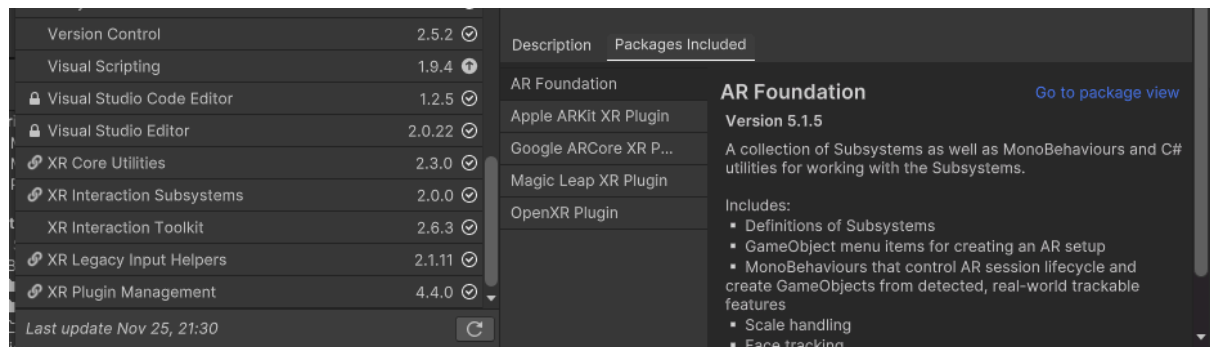 Version Control 2.5.2
Visual Scripting 1.9.4
Visual Studio Code Editor 1.2.5
Visual Studio Editor 2.0.22
XR Core Utilities 2.3.0
XR Interaction Subsystems 2.0.0
XR Interaction Toolkit 2.6.3
XR Legacy Input Helpers 2.1.11
XR Plugin Management 4.4.0
Last update Nov 25, 21:30
Description Packages Included
AR Foundation
Apple ARKit XR Plugin
Google ARCore XR P...
Magic Leap XR Plugin
OpenXR Plugin
AR Foundation Go to package view
Version 5.1.5
A collection of Subsystems as well as MonoBehaviours and C#
utilities for working with the Subsystems.
Includes:
▪ Definitions of Subsystems
▪ GameObject menu items for creating an AR setup
▪ MonoBehaviours that control AR session lifecycle and
create GameObjects from detected, real-world trackable
features
▪ Scale handling
▪ Face tracking